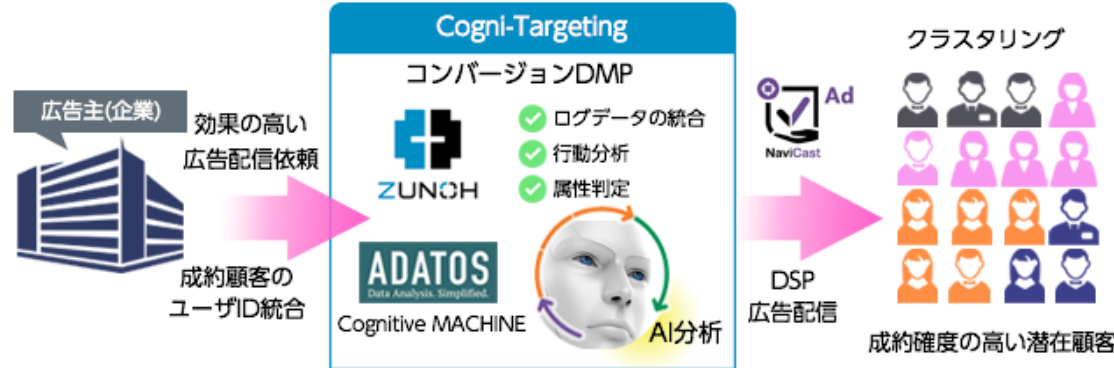 Cogni-Targeting
コンバージョンDMP
広告主(企業)
効果の高い
広告配信依頼
成約顧客の
ユーザID統合
ZUNOH
ログデータの統合
行動分析
属性判定
ADATOS
Data Analysis. Simplified.
Cognitive MACHINE
AI分析
Ad
NaviCast
DSP
広告配信
クラスタリング
成約確度の高い潜在顧客